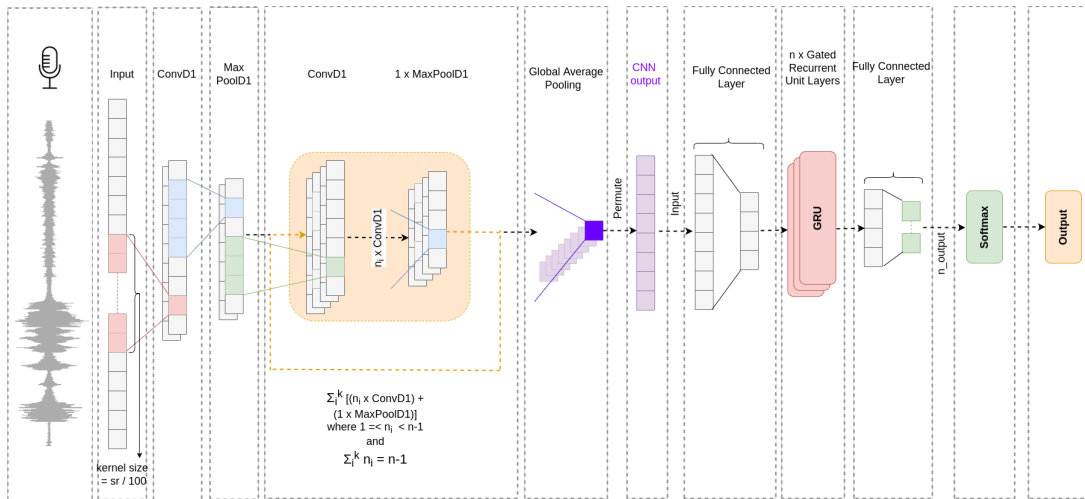 Input
kernel size
= sr / 100
ConvD1
Max
PoolD1
ConvD1
1 x MaxPoolD1
n_i x ConvD1
Σ_i^k [(n_i x ConvD1) +
(1 x MaxPoolD1)]
where 1 =< n_i < n-1
and
Σ_i^k n_i = n-1
Global Average
Pooling
CNN
output
Permute
Fully Connected
Layer
Input
n x Gated
Recurrent
Unit Layers
GRU
Fully Connected
Layer
n_output
Softmax
Output